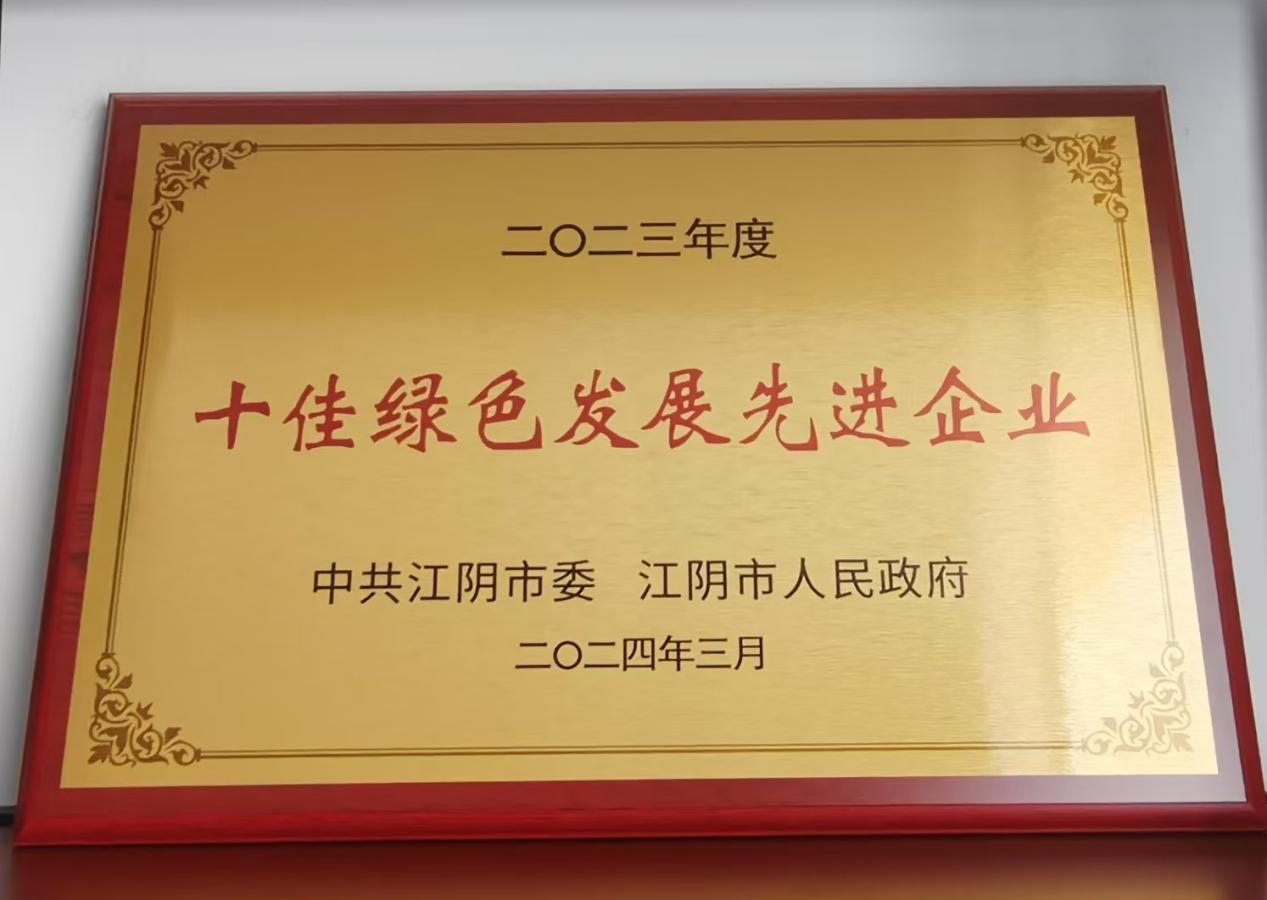 二〇二三年度
十佳绿色发展先进企业
中共江阴市委 江阴市人民政府
二〇二四年三月